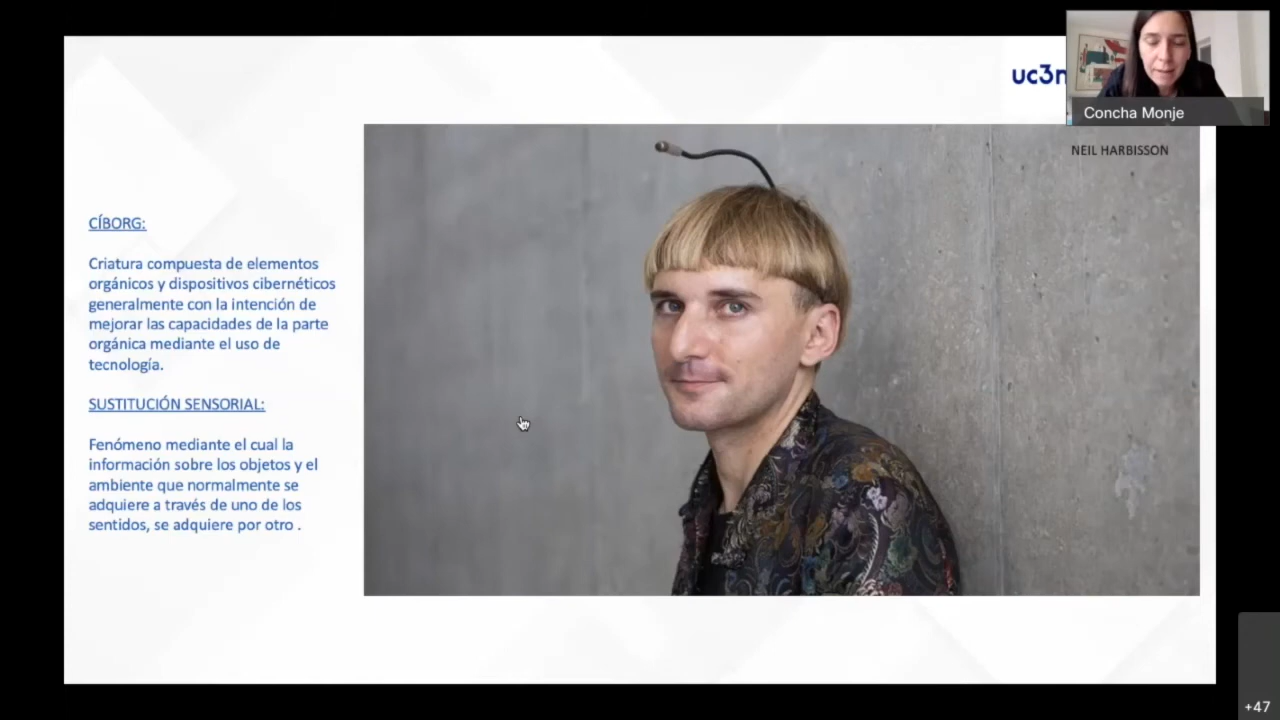 uc3m
Concha Monje
NEIL HARBISSON
CÍBORG:
Criatura compuesta de elementos
orgánicos y dispositivos cibernéticos
generalmente con la intención de
mejorar las capacidades de la parte
orgánica mediante el uso de
tecnología.
SUSTITUCIÓN SENSORIAL:
Fenómeno mediante el cual la
información sobre los objetos y el
ambiente que normalmente se
adquiere a través de uno de los
sentidos, se adquiere por otro .
+47